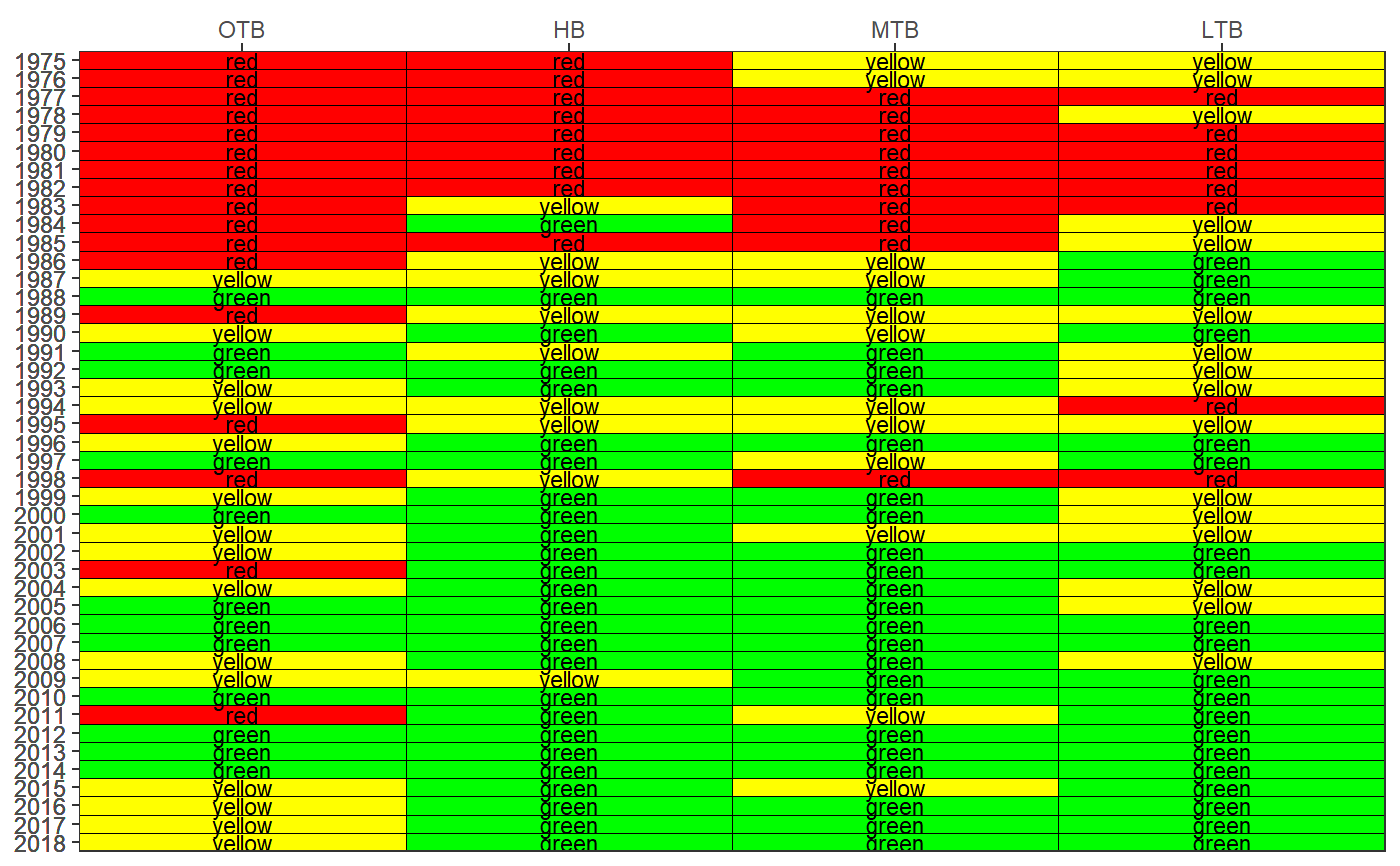 OTB HB MTB LTB
1975 red red yellow yellow
1976 red red yellow yellow
1977 red red red red
1978 red red red yellow
1979 red red red red
1980 red red red red
1981 red red red red
1982 red red red red
1983 red yellow red red
1984 red green red yellow
1985 red red red yellow
1986 red yellow yellow green
1987 yellow yellow yellow green
1988 green green green green
1989 red yellow yellow yellow
1990 yellow green yellow green
1991 green yellow green yellow
1992 green green green yellow
1993 yellow green green yellow
1994 yellow yellow yellow red
1995 red yellow yellow yellow
1996 yellow green green green
1997 green green yellow green
1998 red yellow red red
1999 yellow green green yellow
2000 green green green yellow
2001 yellow green yellow yellow
2002 yellow green green green
2003 red green green green
2004 yellow green green yellow
2005 green green green yellow
2006 green green green green
2007 green green green green
2008 yellow green green yellow
2009 yellow yellow green green
2010 green green green green
2011 red green yellow green
2012 green green green green
2013 green green green green
2014 green green green green
2015 yellow green yellow green
2016 yellow green green green
2017 yellow green green green
2018 yellow green green green